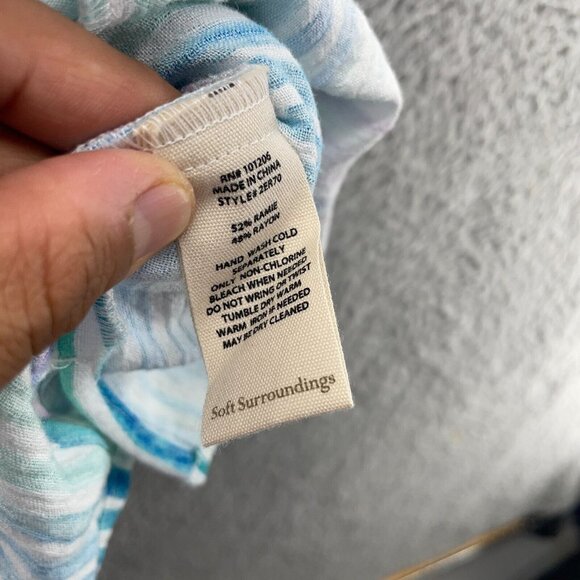 RN# 101206
MADE IN CHINA
STYLE# 2ER70
52% RAMIE
48% RAYON
HAND WASH COLD
SEPARATELY
ONLY NON-CHLORINE
BLEACH WHEN NEEDED
DO NOT WRING OR TWIST
TUMBLE DRY WARM
WARM IRON IF NEEDED
MAY BE DRY CLEANED
Soft Surroundings